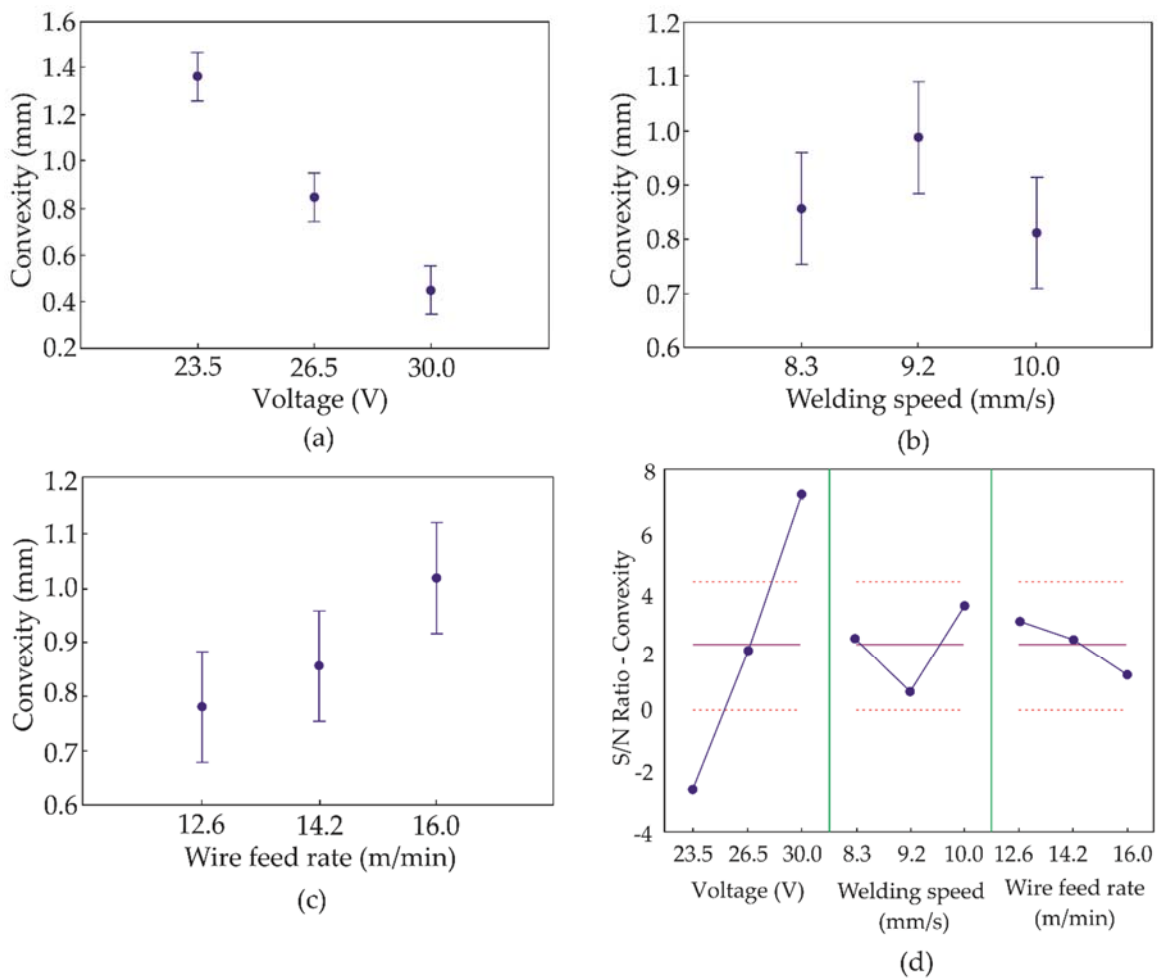 1.6
1.4
1.2
1.0
0.8
0.6
0.4
0.2
Convexity (mm)
23.5 26.5 30.0
Voltage (V)
(a)
1.2
1.1
1.0
0.9
0.8
0.7
0.6
Convexity (mm)
8.3 9.2 10.0
Welding speed (mm/s)
(b)
1.2
1.1
1.0
0.9
0.8
0.7
0.6
Convexity (mm)
12.6 14.2 16.0
Wire feed rate (m/min)
(c)
8
6
4
2
0
-2
-4
S/N Ratio - Convexity
23.5 26.5 30.0 8.3 9.2 10.0 12.6 14.2 16.0
Voltage (V) Welding speed Wire feed rate
(mm/s) (m/min)
(d)